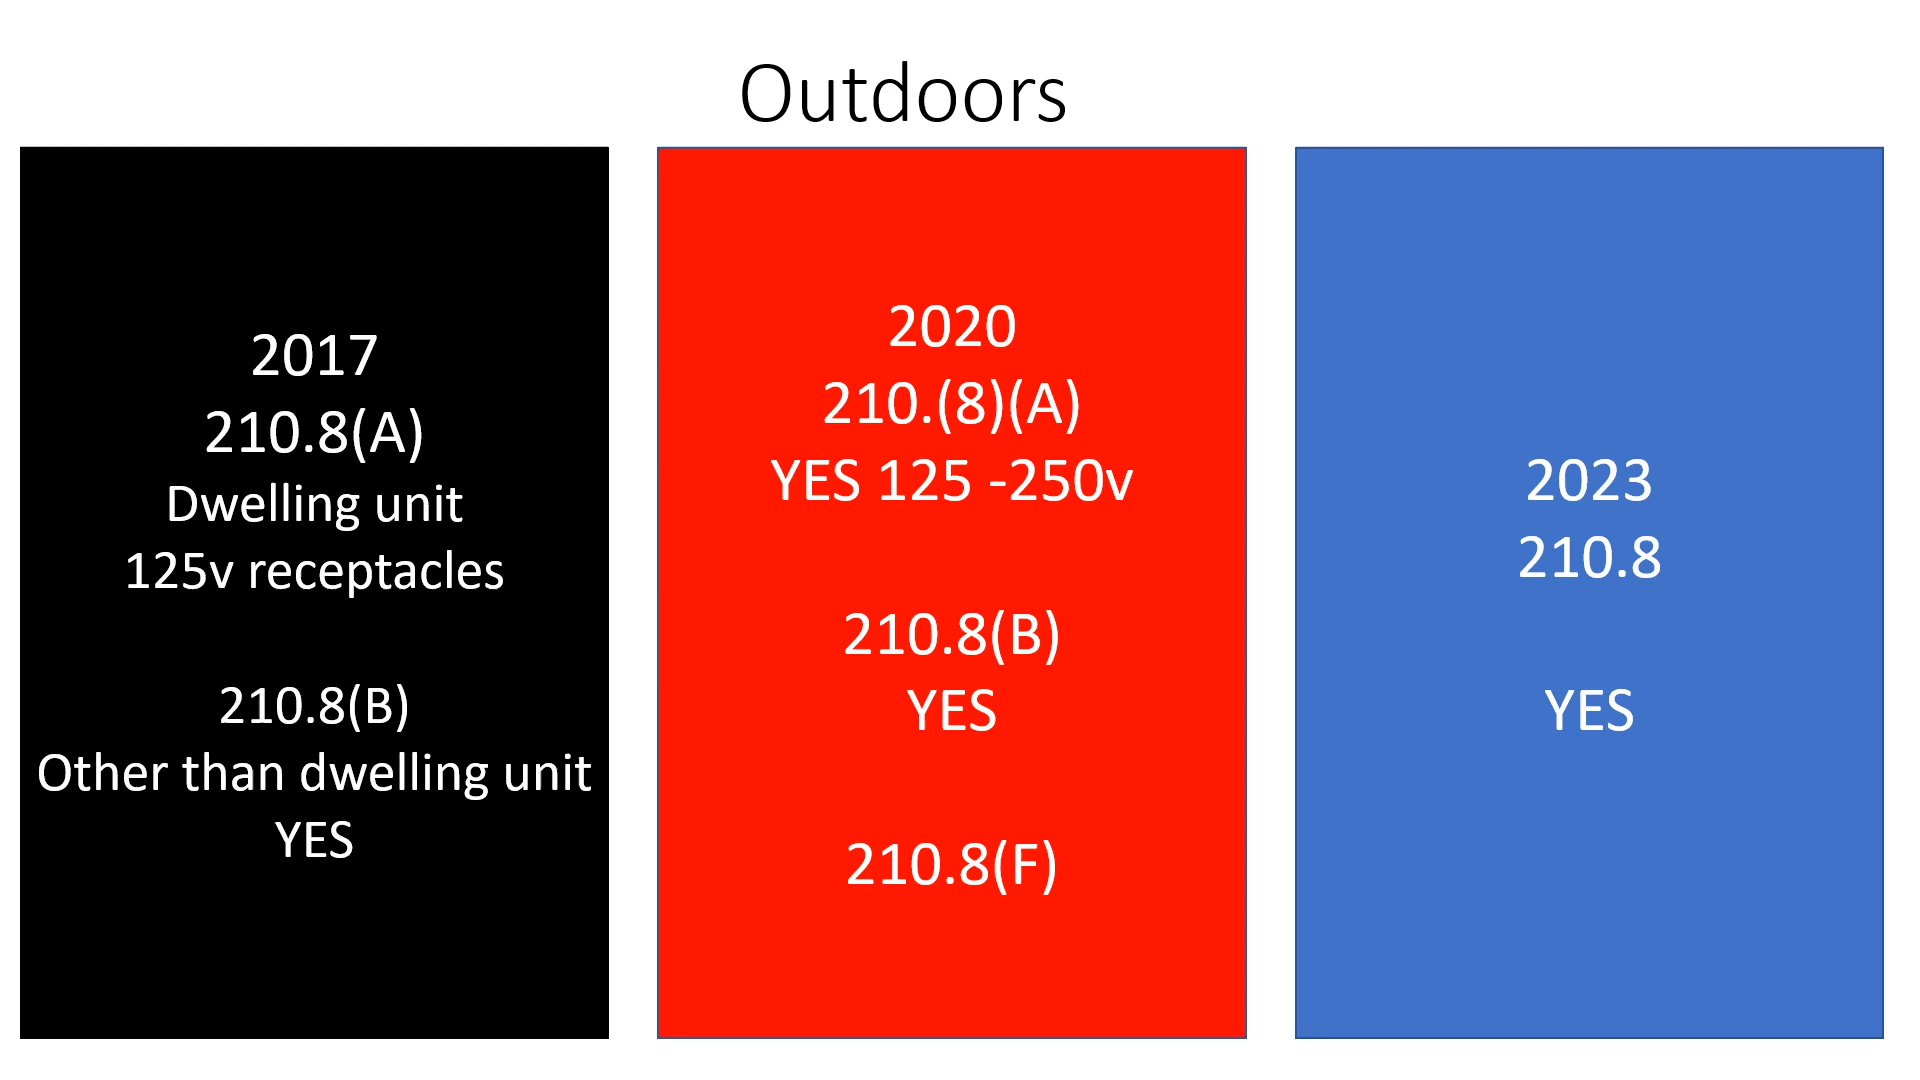 Outdoors
2017
210.8(A)
Dwelling unit
125v receptacles
210.8(B)
Other than dwelling unit
YES
2020
210.(8)(A)
YES 125 -250v
210.8(B)
YES
210.8(F)
2023
210.8
YES